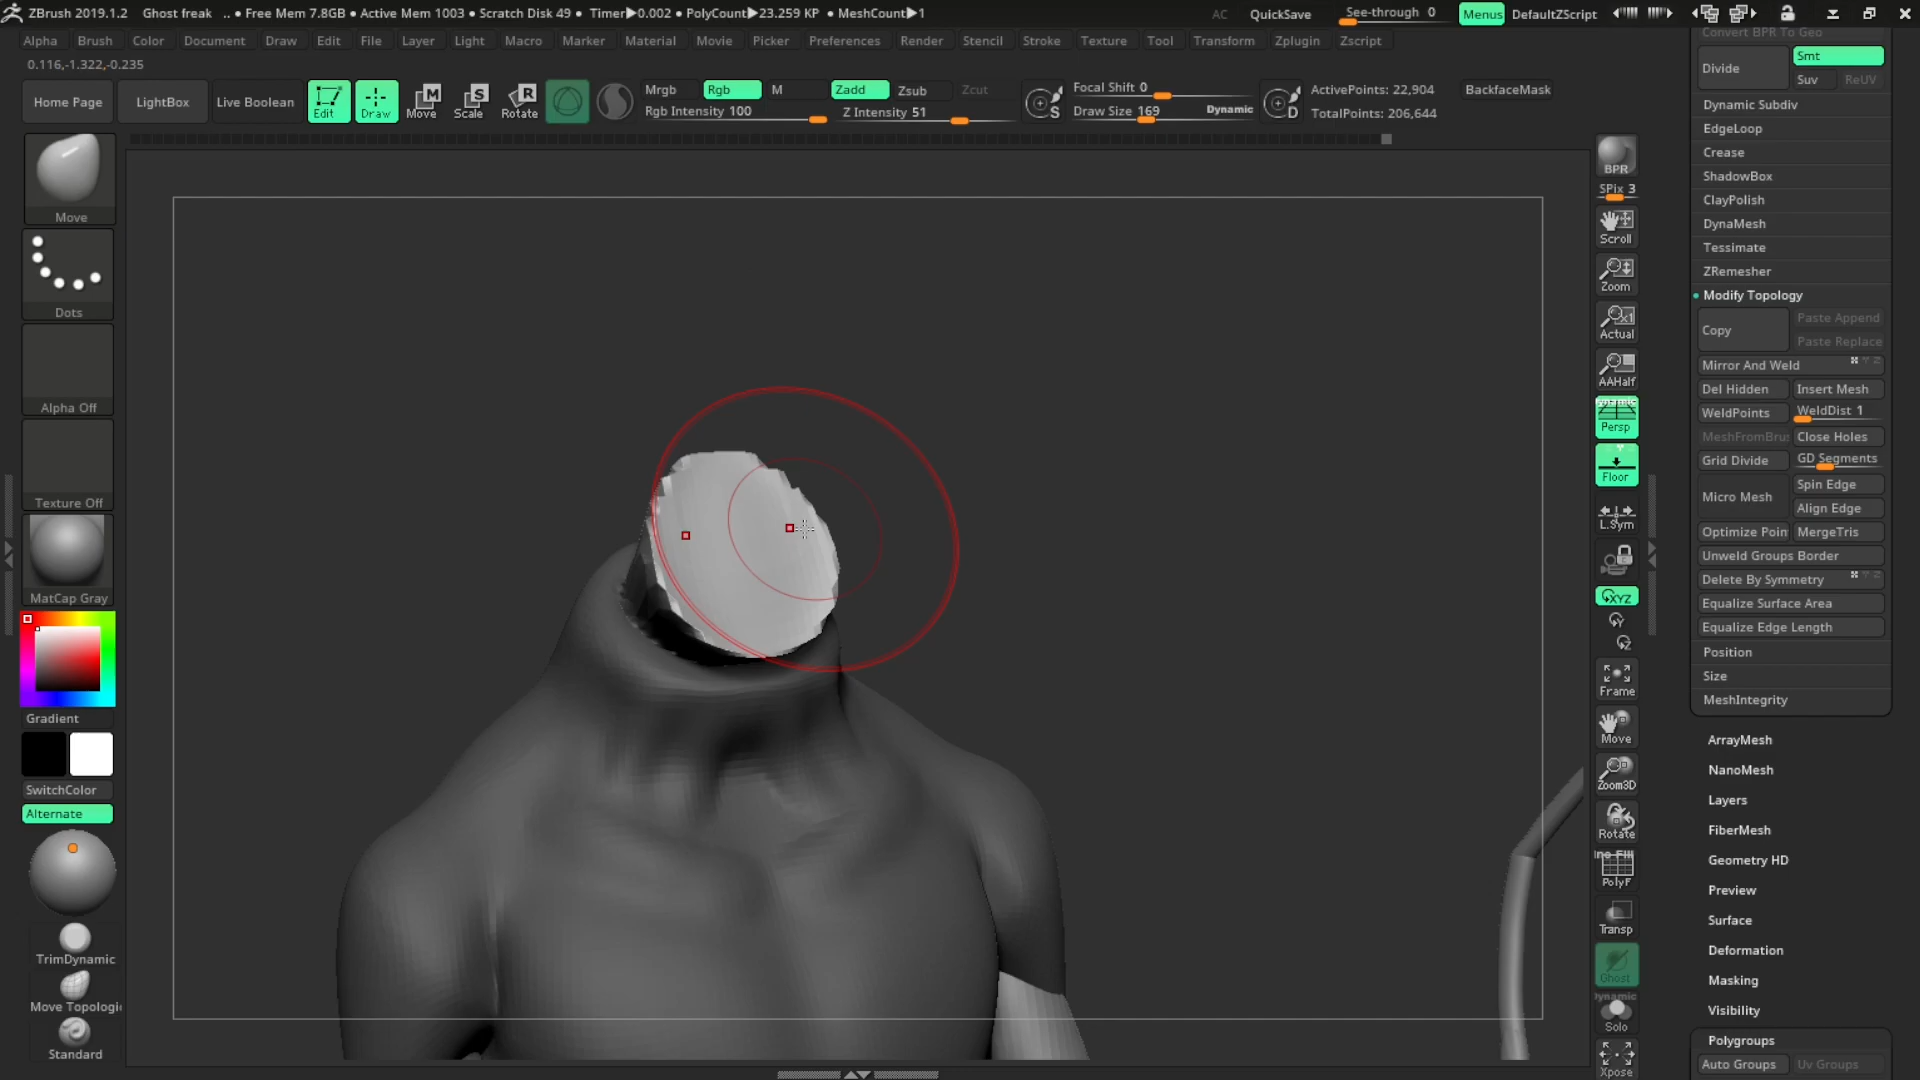 ZBrush 2019.1.2 Ghost freak .. • Free Mem 7.8GB • Active Mem 1003 • Scratch Disk 49 • Timer▶0.002 • PolyCount▶23.259 KP • MeshCount▶1
AC QuickSave See-through 0 Menus DefaultZScript
Alpha Brush Color Document Draw Edit File Layer Light Macro Marker Material Movie Picker Preferences Render Stencil Stroke Texture Tool Transform Zplugin Zscript
0.116,-1.322,-0.235
Home Page
LightBox
Live Boolean
Edit
Draw
Move
Scale
Rotate
Mrgb Rgb M Zadd Zsub Zcut
Rgb Intensity 100 Z Intensity 51
Focal Shift 0
Draw Size 169 Dynamic
ActivePoints: 22,904
TotalPoints: 206,644
BackfaceMask
Move
Dots
Alpha Off
Texture Off
MatCap Gray
Gradient
SwitchColor
Alternate
TrimDynamic
Move Topologi
Standard
BPR
SPix 3
Scroll
Zoom
Actual
AAHalf
Dynamic
Persp
Floor
L.Sym
XYZ
Frame
Move
Zoom3D
Rotate
PolyF
Transp
Ghost
Dynamic
Solo
Xpose
Convert BPR To Geo
Divide
Smt
Suv ReUV
Dynamic Subdiv
EdgeLoop
Crease
ShadowBox
ClayPolish
DynaMesh
Tessimate
ZRemesher
Modify Topology
Copy
Paste Append
Paste Replace
Mirror And Weld
Del Hidden Insert Mesh
WeldPoints WeldDist 1
MeshFromBrus Close Holes
Grid Divide GD Segments
Micro Mesh
Spin Edge
Align Edge
Optimize Poin MergeTris
Unweld Groups Border
Delete By Symmetry
Equalize Surface Area
Equalize Edge Length
Position
Size
MeshIntegrity
ArrayMesh
NanoMesh
Layers
FiberMesh
Geometry HD
Preview
Surface
Deformation
Masking
Visibility
Polygroups
Auto Groups Uv Groups